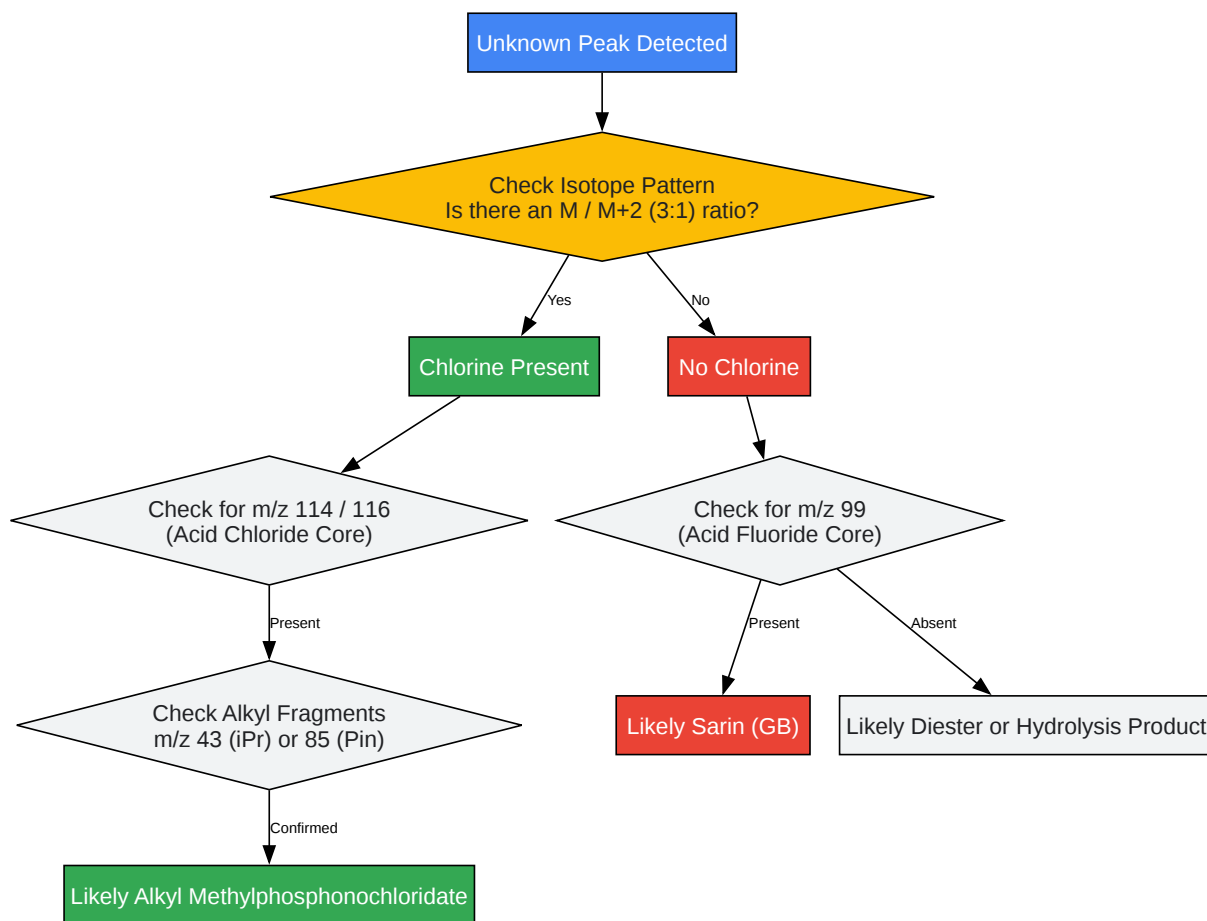 Unknown Peak Detected
Check Isotope Pattern
Is there an M / M+2 (3:1) ratio?
Yes
No
Chlorine Present
No Chlorine
Check for m/z 114 / 116
(Acid Chloride Core)
Check for m/z 99
(Acid Fluoride Core)
Present
Present
Absent
Check Alkyl Fragments
m/z 43 (iPr) or 85 (Pin)
Likely Sarin (GB)
Likely Diester or Hydrolysis Product
Confirmed
Likely Alkyl Methylphosphonochloridate